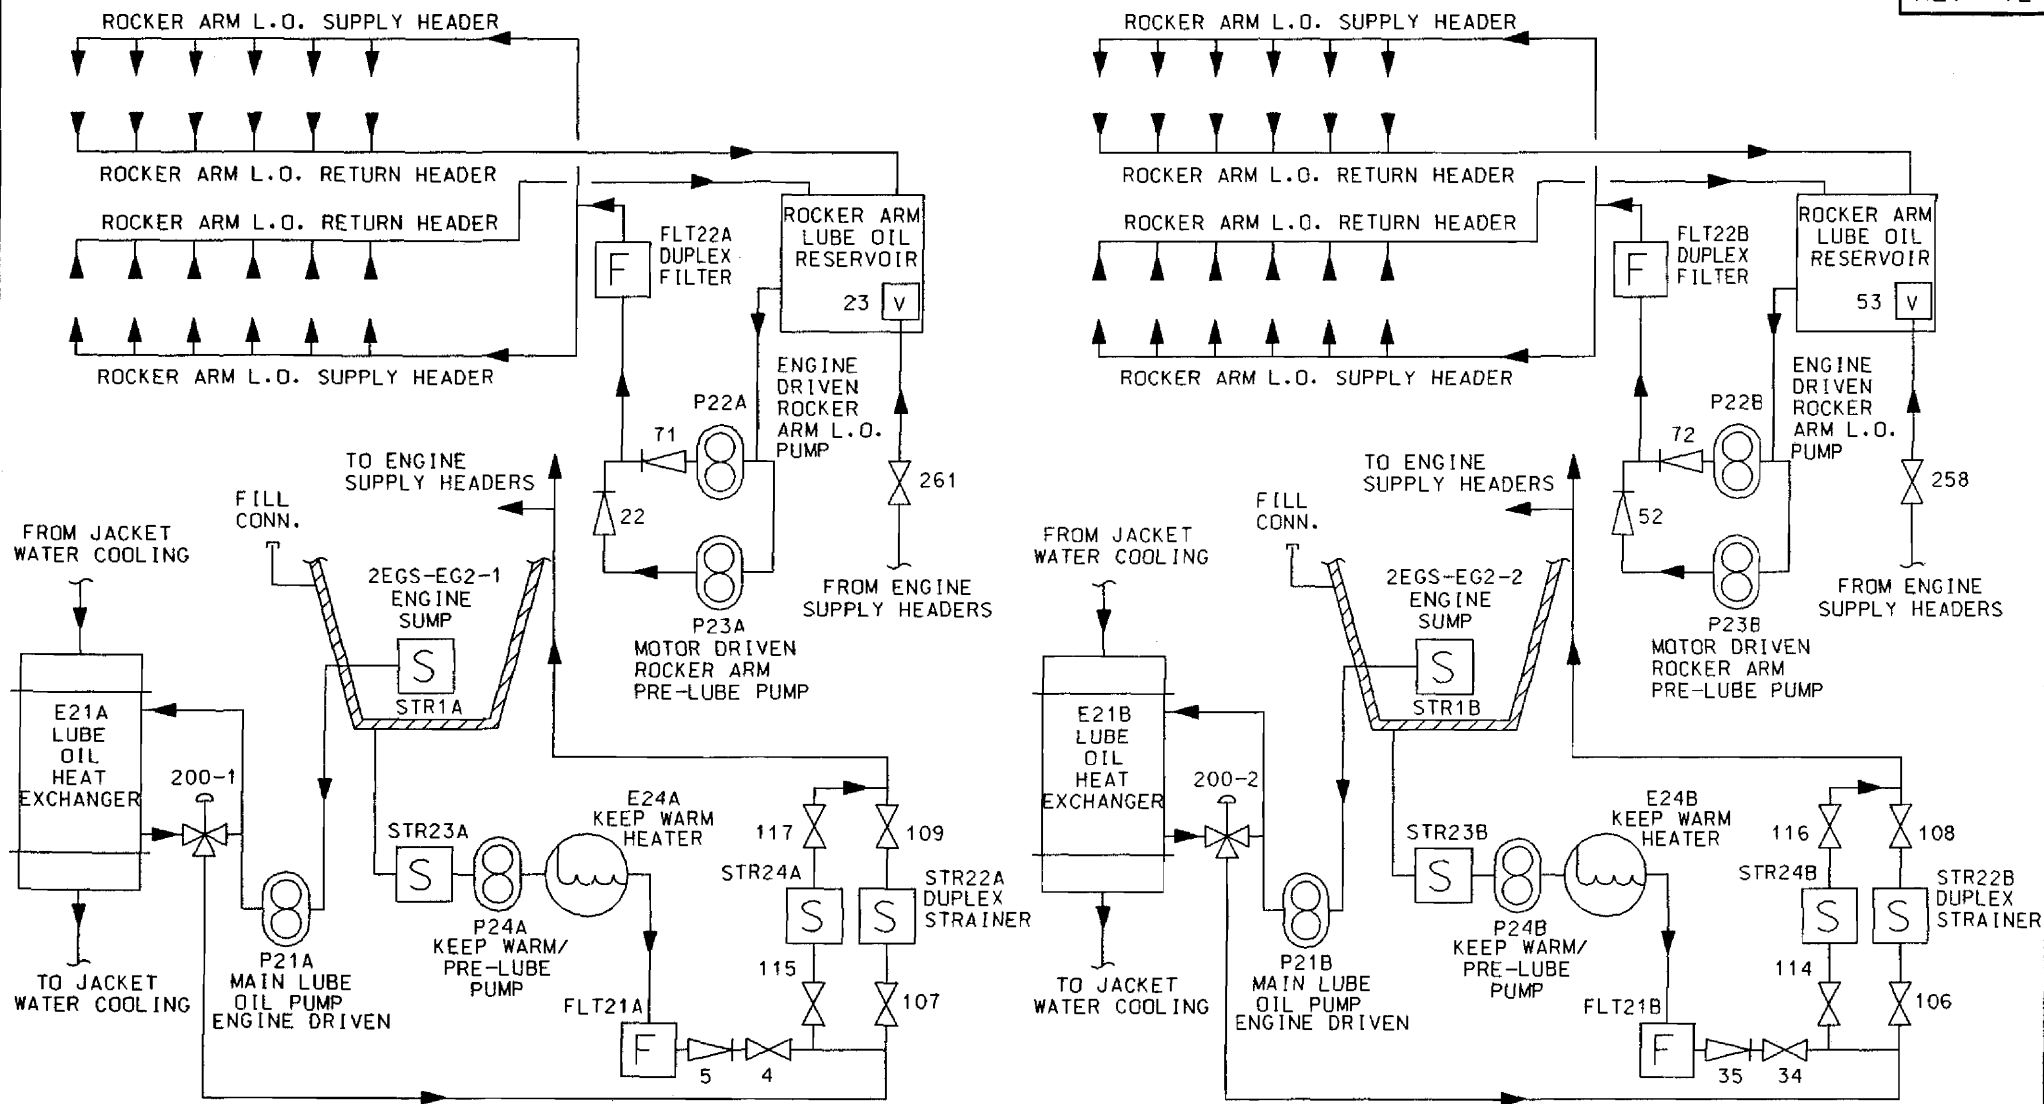 ROCKER ARM L.O. SUPPLY HEADER
ROCKER ARM L.O. RETURN HEADER
ROCKER ARM L.O. RETURN HEADER
ROCKER ARM L.O. SUPPLY HEADER
FLT22A
DUPLEX
FILTER
F
ROCKER ARM
LUBE OIL
RESERVOIR
23
V
ENGINE
DRIVEN
ROCKER
ARM L.O.
PUMP
P22A
71
22
261
TO ENGINE
SUPPLY HEADERS
FROM ENGINE
SUPPLY HEADERS
P23A
MOTOR DRIVEN
ROCKER ARM
PRE-LUBE PUMP
FILL
CONN.
FROM JACKET
WATER COOLING
2EGS-EG2-1
ENGINE
SUMP
S
STR1A
E21A
LUBE
OIL
HEAT
EXCHANGER
200-1
TO JACKET
WATER COOLING
P21A
MAIN LUBE
OIL PUMP
ENGINE DRIVEN
STR23A
S
P24A
KEEP WARM/
PRE-LUBE
PUMP
E24A
KEEP WARM
HEATER
FLT21A
F
5
4
117
109
STR24A
S
S
STR22A
DUPLEX
STRAINER
115
107
ROCKER ARM L.O. SUPPLY HEADER
ROCKER ARM L.O. RETURN HEADER
ROCKER ARM L.O. RETURN HEADER
ROCKER ARM L.O. SUPPLY HEADER
FLT22B
DUPLEX
FILTER
F
ROCKER ARM
LUBE OIL
RESERVOIR
53
V
ENGINE
DRIVEN
ROCKER
ARM L.O.
PUMP
P22B
72
52
258
TO ENGINE
SUPPLY HEADERS
FROM ENGINE
SUPPLY HEADERS
P23B
MOTOR DRIVEN
ROCKER ARM
PRE-LUBE PUMP
FILL
CONN.
FROM JACKET
WATER COOLING
2EGS-EG2-2
ENGINE
SUMP
S
STR1B
E21B
LUBE
OIL
HEAT
EXCHANGER
200-2
TO JACKET
WATER COOLING
P21B
MAIN LUBE
OIL PUMP
ENGINE DRIVEN
STR23B
S
P24B
KEEP WARM/
PRE-LUBE
PUMP
E24B
KEEP WARM
HEATER
FLT21B
F
35
34
116
108
STR24B
S
S
STR22B
DUPLEX
STRAINER
114
106